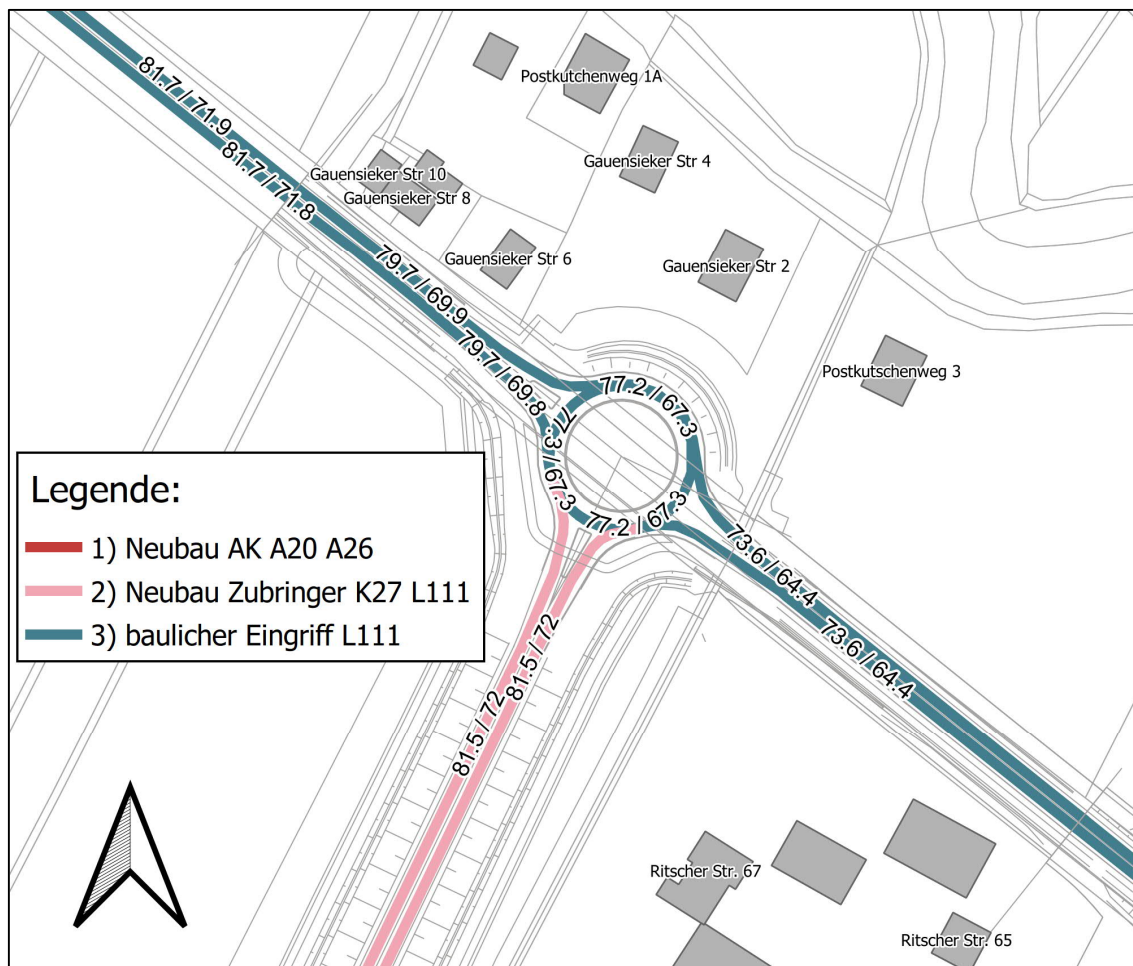 Postkutchenweg 1A
81.7 / 71.9
81.7 / 71.8
Gauensieker Str 4
Gauensieker Str 10
Gauensieker Str 8
Gauensieker Str 6
Gauensieker Str 2
79.7 / 69.9
79.7 / 69.8
Postkutschenweg 3
77.2 / 67.3
77.3 / 67.3
77.2 / 67.3
73.6 / 64.4
73.6 / 64.4
Legende:
1) Neubau AK A20 A26
2) Neubau Zubringer K27 L111
3) baulicher Eingriff L111
81.5 / 72
81.5 / 72
Ritscher Str. 67
Ritscher Str. 65